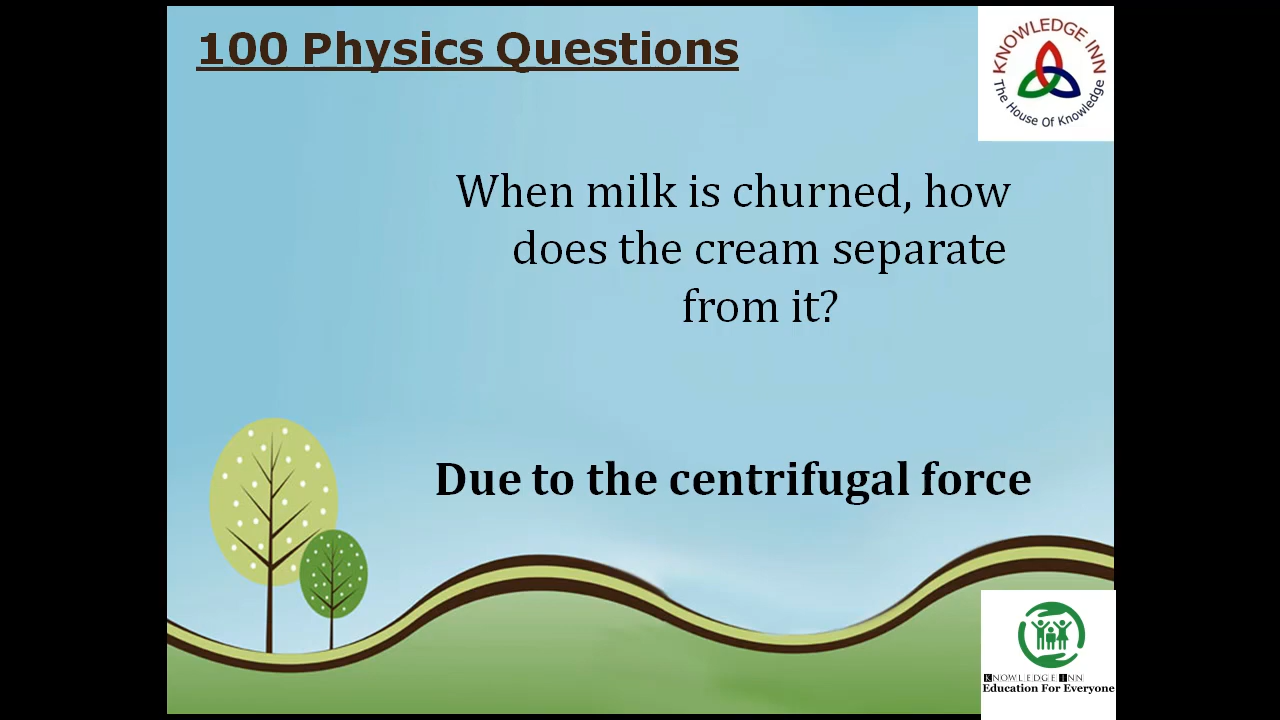 100 Physics Questions
KNOWLEDGE INN
The House Of Knowledge
When milk is churned, how
does the cream separate
from it?
Due to the centrifugal force
KNOWLEDGE INN
Education For Everyone